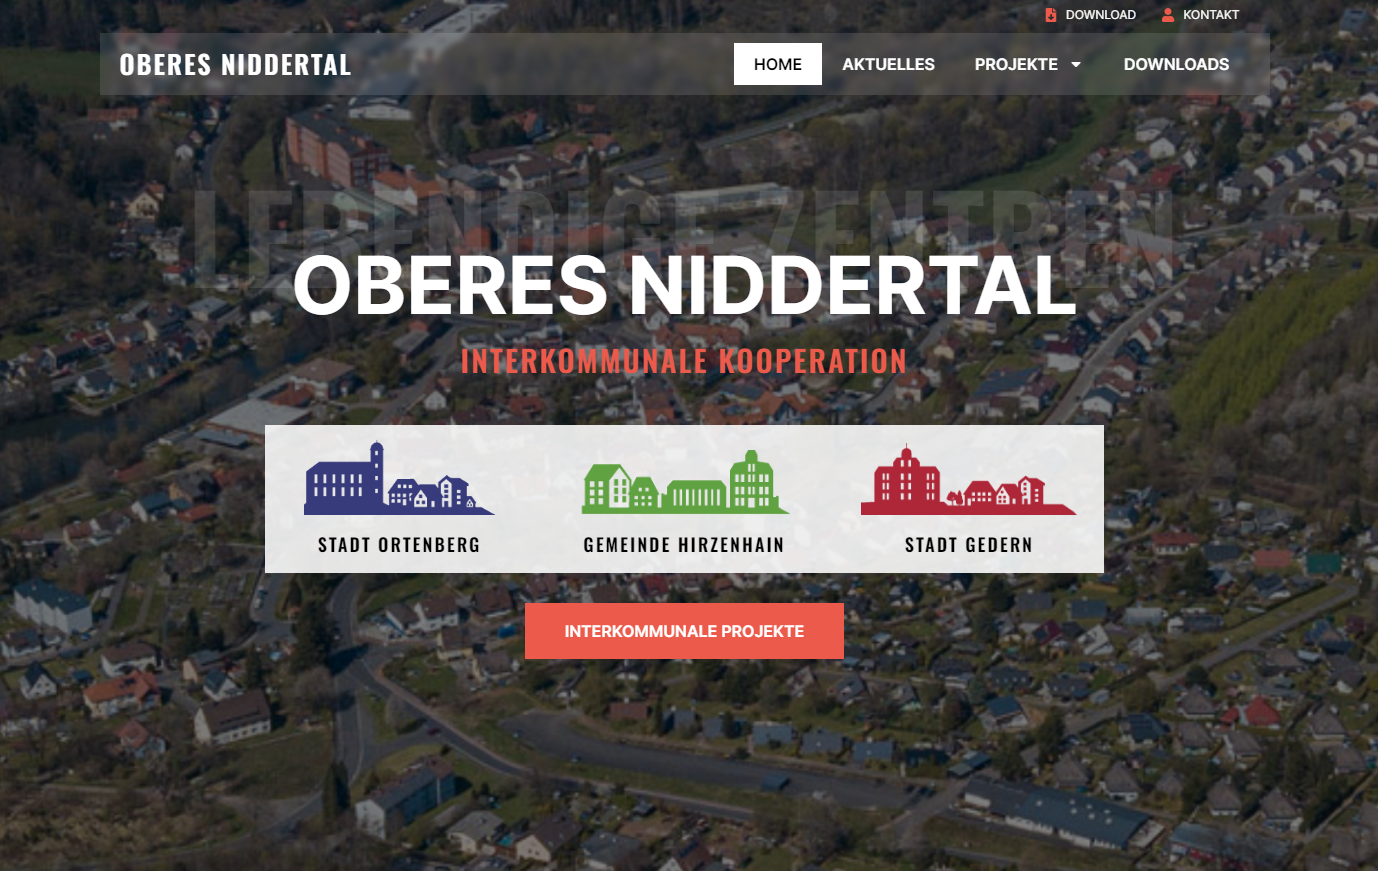 DOWNLOAD KONTAKT
OBERES NIDDERTAL HOME AKTUELLES PROJEKTE DOWNLOADS
LEBENDIGE ZENTREN
OBERES NIDDERTAL
INTERKOMMUNALE KOOPERATION
STADT ORTENBERG GEMEINDE HIRZENHAIN STADT GEDERN
INTERKOMMUNALE PROJEKTE